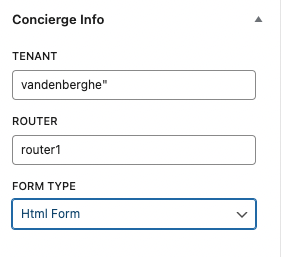 Concierge Info
TENANT
vandenberghe"
ROUTER
router1
FORM TYPE
Html Form